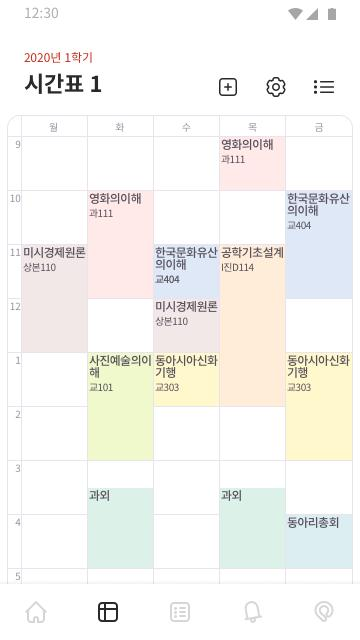 12:30
2020년 1학기
시간표 1
월 화 수 목 금
9
영화의이해
과111
10
영화의이해
과111
한국문화유산
의이해
교404
11
미시경제원론
상본110
한국문화유산
의이해
교404
공학기초설계
I진D114
12
미시경제원론
상본110
1
사진예술의이
해
교101
동아시아신화
기행
교303
동아시아신화
기행
교303
2
3
과외
과외
4
동아리총회
5